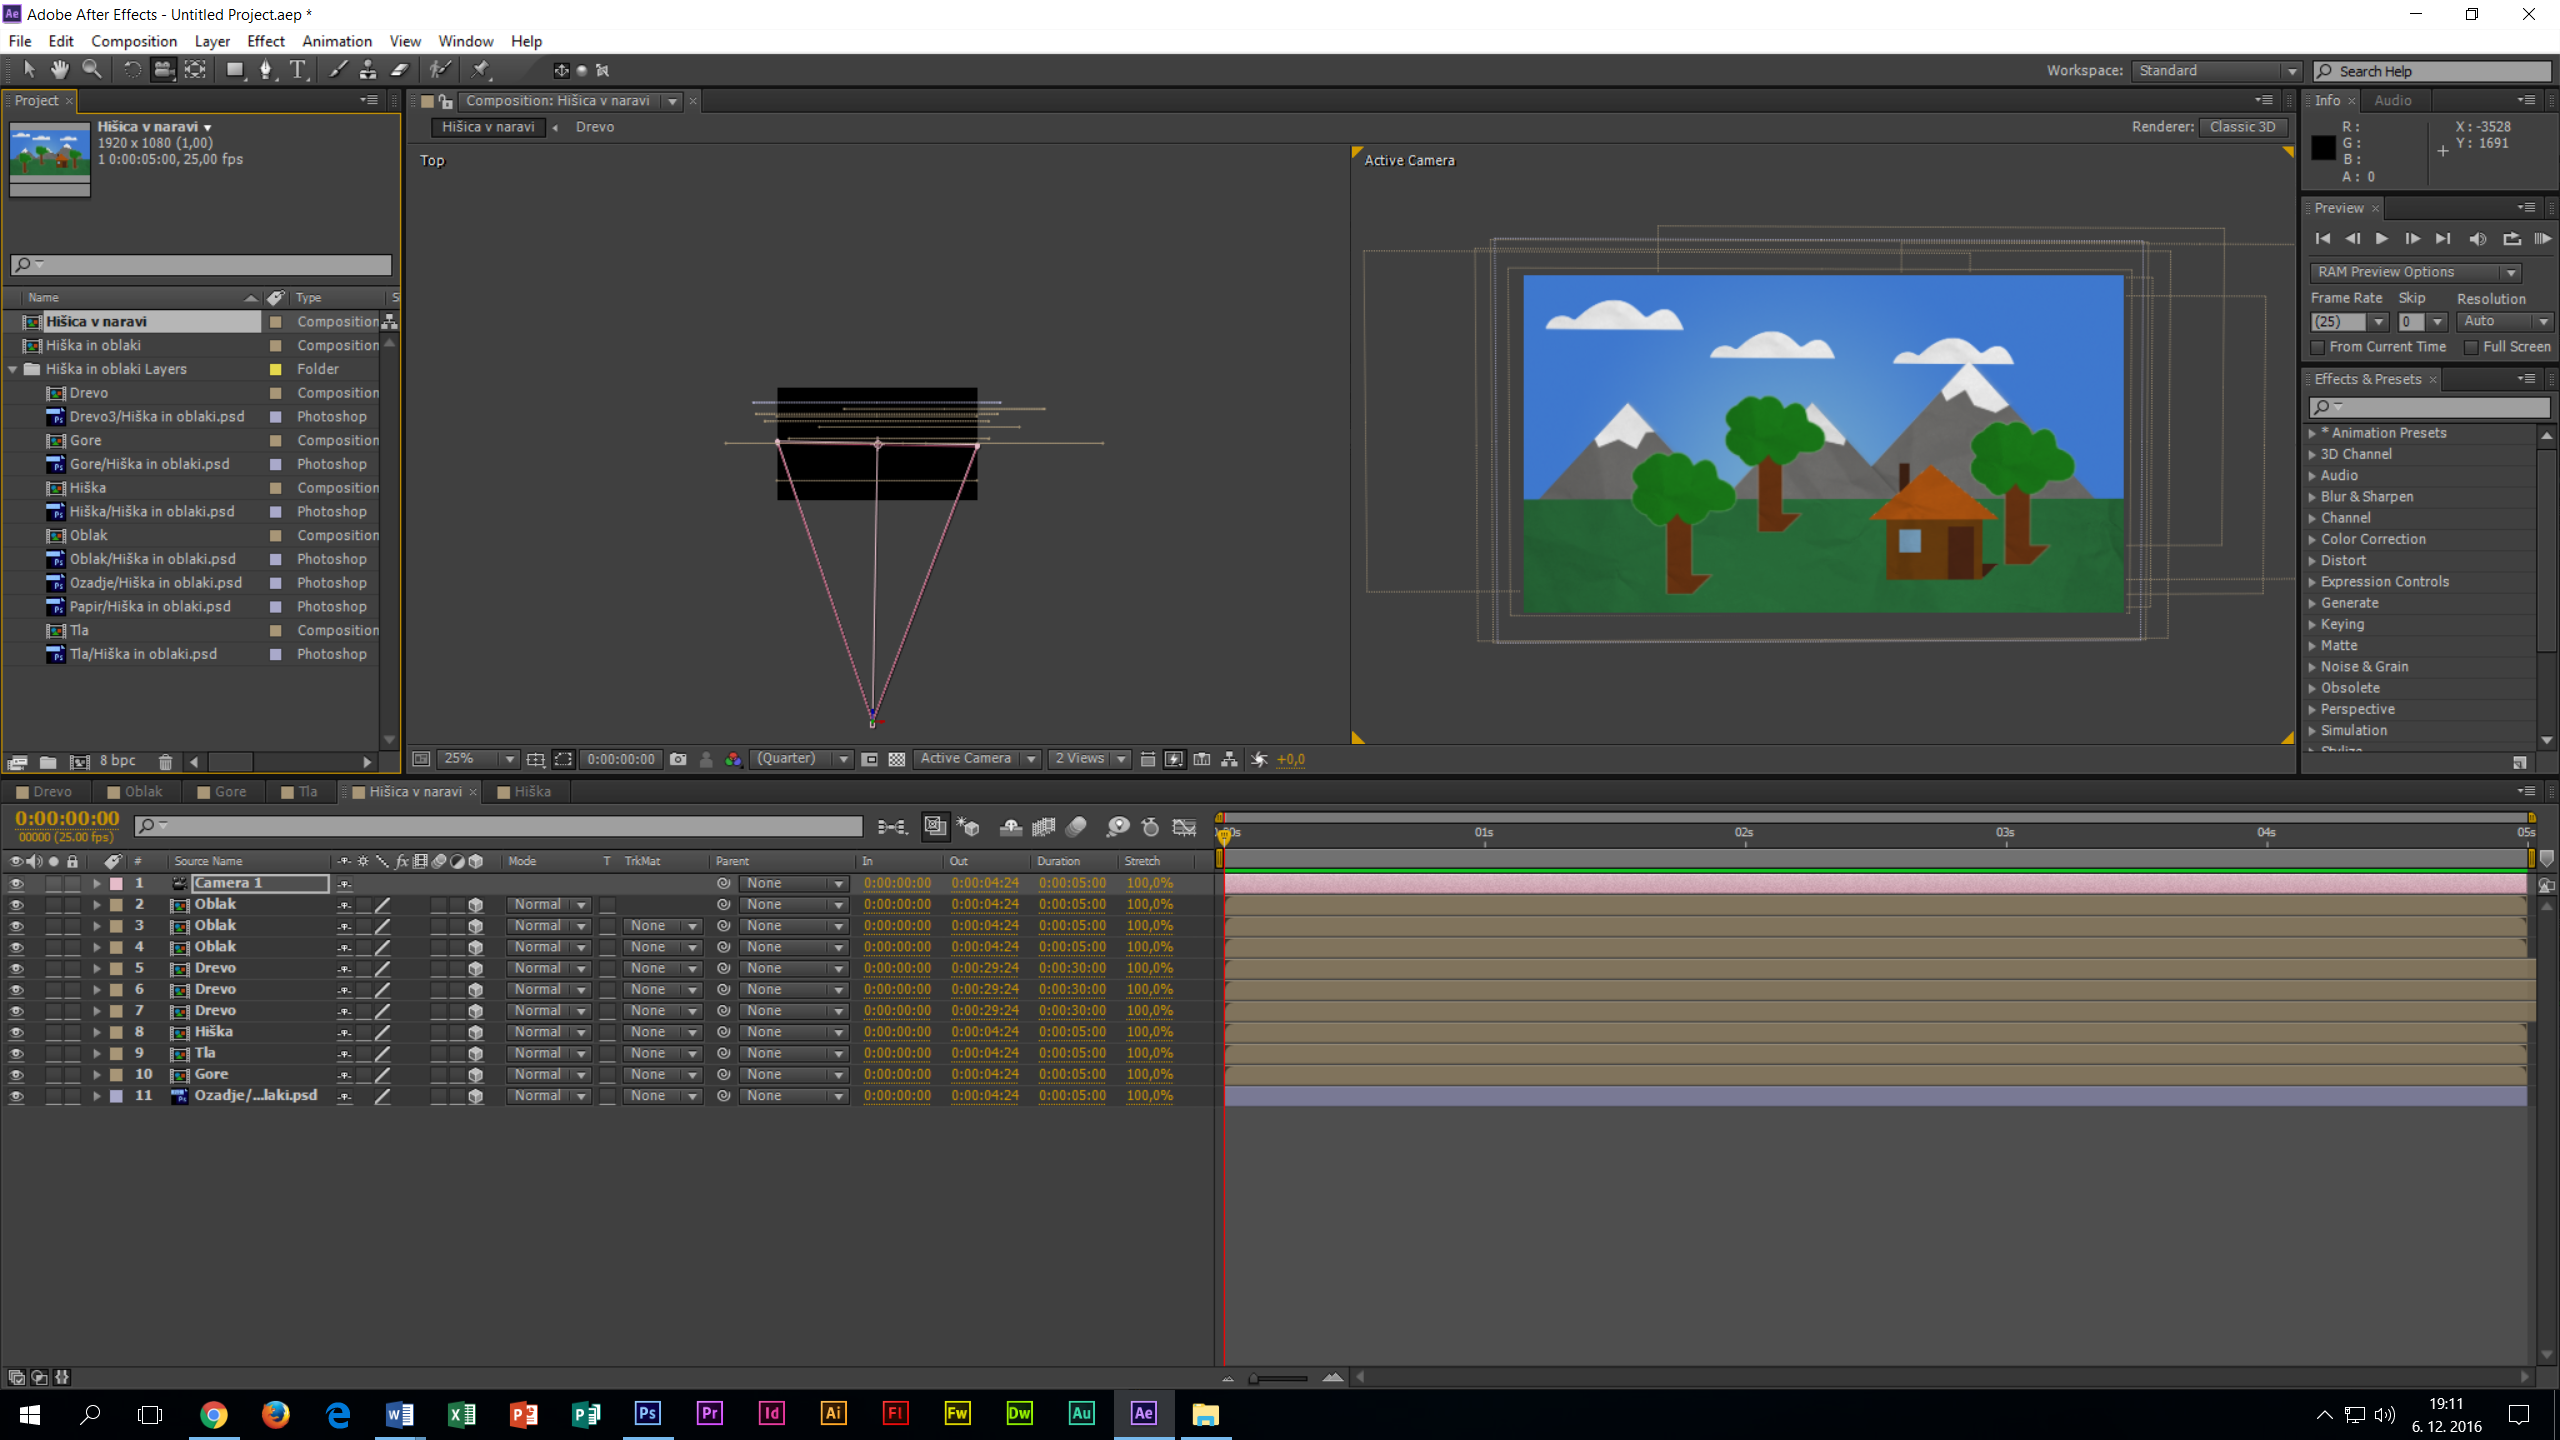 Adobe After Effects - Untitled Project.aep *
File Edit Composition Layer Effect Animation View Window Help
Workspace: Standard Search Help
Project
Hišica v naravi
1920 x 1080 (1,00)
1 0:00:05:00, 25,00 fps
Name Type S
Hišica v naravi Composition
Hiška in oblaki Composition
Hiška in oblaki Layers Folder
Drevo Composition
Drevo3/Hiška in oblaki.psd Photoshop
Gore Composition
Gore/Hiška in oblaki.psd Photoshop
Hiška Composition
Hiška/Hiška in oblaki.psd Photoshop
Oblak Composition
Oblak/Hiška in oblaki.psd Photoshop
Ozadje/Hiška in oblaki.psd Photoshop
Papir/Hiška in oblaki.psd Photoshop
Tla Composition
Tla/Hiška in oblaki.psd Photoshop
8 bpc
Composition: Hišica v naravi
Hišica v naravi Drevo
Renderer: Classic 3D
Top
Active Camera
25% 0:00:00:00 (Quarter) Active Camera 2 Views +0,0
Info Audio
R: X: -3528
G: Y: 1691
B:
A: 0
Preview
RAM Preview Options
Frame Rate Skip Resolution
(25) 0 Auto
From Current Time Full Screen
Effects & Presets
* Animation Presets
3D Channel
Audio
Blur & Sharpen
Channel
Color Correction
Distort
Expression Controls
Generate
Keying
Matte
Noise & Grain
Obsolete
Perspective
Simulation
Stylize
Drevo Oblak Gore Tla Hišica v naravi Hiška
0:00:00:00
00000 (25.00 fps)
01s 02s 03s 04s 05s
# Source Name fx Mode T TrkMat Parent In Out Duration Stretch
1 Camera 1 None 0:00:00:00 0:00:04:24 0:00:05:00 100,0%
2 Oblak Normal None 0:00:00:00 0:00:04:24 0:00:05:00 100,0%
3 Oblak Normal None None 0:00:00:00 0:00:04:24 0:00:05:00 100,0%
4 Oblak Normal None None 0:00:00:00 0:00:04:24 0:00:05:00 100,0%
5 Drevo Normal None None 0:00:00:00 0:00:29:24 0:00:30:00 100,0%
6 Drevo Normal None None 0:00:00:00 0:00:29:24 0:00:30:00 100,0%
7 Drevo Normal None None 0:00:00:00 0:00:29:24 0:00:30:00 100,0%
8 Hiška Normal None None 0:00:00:00 0:00:04:24 0:00:05:00 100,0%
9 Tla Normal None None 0:00:00:00 0:00:04:24 0:00:05:00 100,0%
10 Gore Normal None None 0:00:00:00 0:00:04:24 0:00:05:00 100,0%
11 Ozadje/...laki.psd Normal None None 0:00:00:00 0:00:04:24 0:00:05:00 100,0%
Ps Pr Id Ai Fl Fw Dw Au Ae
19:11
6. 12. 2016